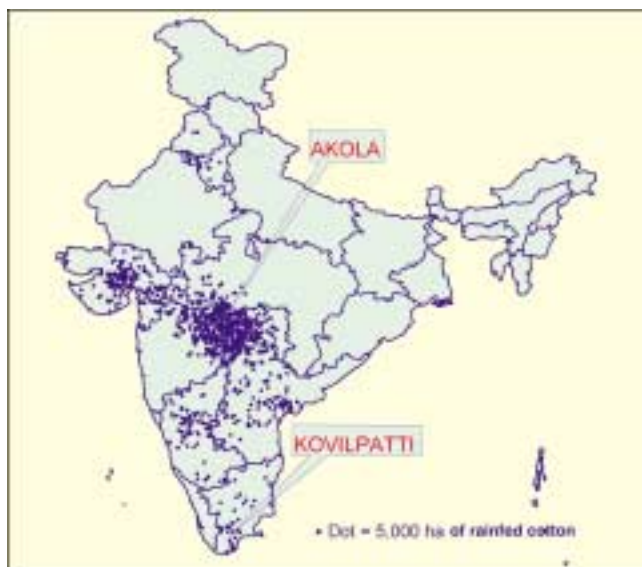 AKOLA
KOVILPATTI
• Dot = 5,000 ha of rainfed cotton